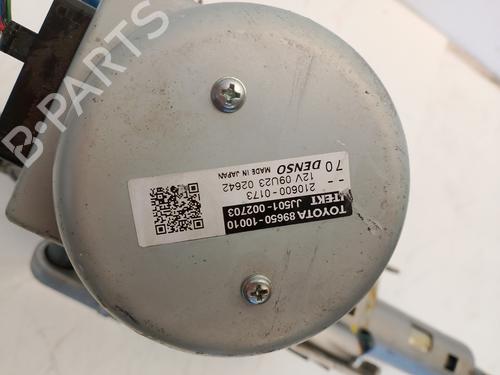 B-PARTS
TOYOTA 89650-10010
JTEKT JJ501-002703
210600-0173
-- 12V 09U23 02642
70 DENSO MADE IN JAPAN